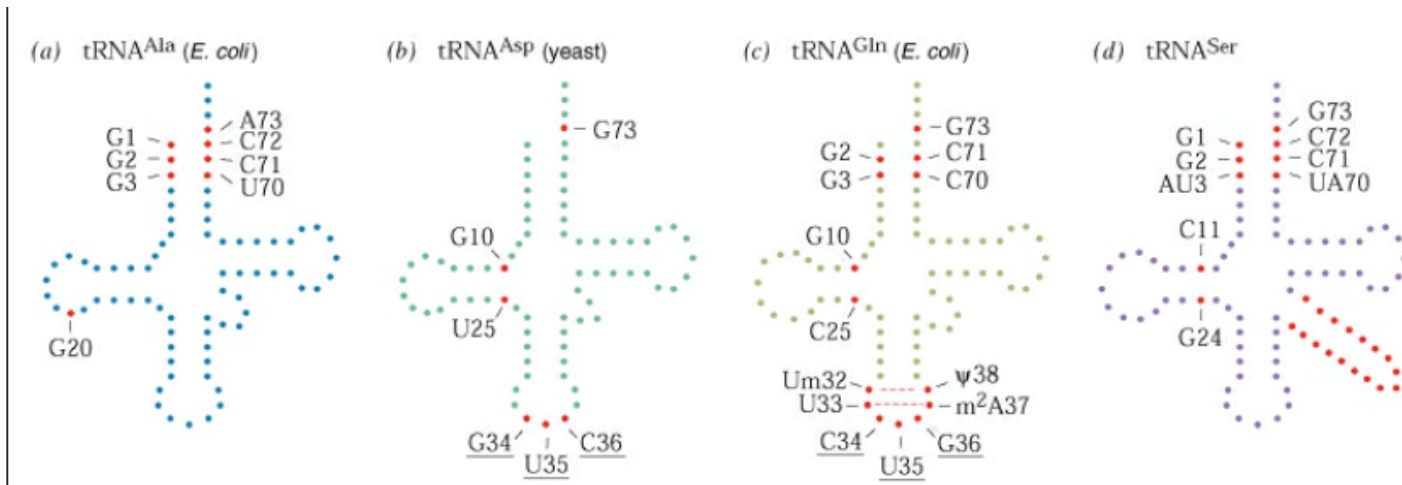 (a) tRNAAla (E. coli)
G1
G2
G3
A73
C72
C71
U70
G20
(b) tRNAAsp (yeast)
G73
G10
U25
G34
U35
C36
(c) tRNAGln (E. coli)
G2
G3
G73
C71
C70
G10
C25
Um32
U33
ψ38
m2A37
C34
U35
G36
(d) tRNASer
G1
G2
AU3
G73
C72
C71
UA70
C11
G24